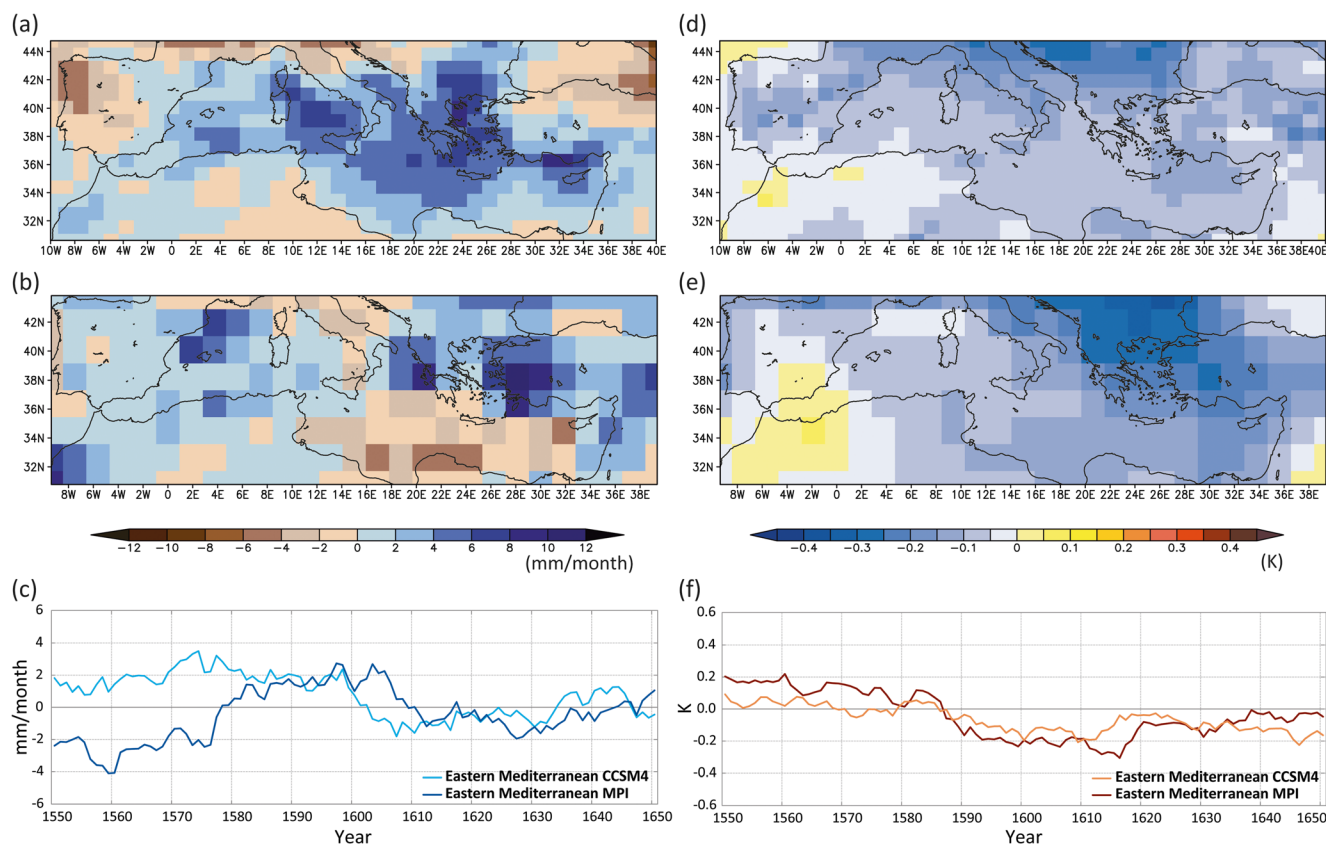 (a)
44N
42N
40N
38N
36N
34N
32N
10W 8W 6W 4W 2W 0 2E 4E 6E 8E 10E 12E 14E 16E 18E 20E 22E 24E 26E 28E 30E 32E 34E 36E 38E 40E
(d)
44N
42N
40N
38N
36N
34N
32N
10W 8W 6W 4W 2W 0 2E 4E 6E 8E 10E 12E 14E 16E 18E 20E 22E 24E 26E 28E 30E 32E 34E 36E 38E 40E
(b)
42N
40N
38N
36N
34N
32N
8W 6W 4W 2W 0 2E 4E 6E 8E 10E 12E 14E 16E 18E 20E 22E 24E 26E 28E 30E 32E 34E 36E 38E
(e)
42N
40N
38N
36N
34N
32N
8W 6W 4W 2W 0 2E 4E 6E 8E 10E 12E 14E 16E 18E 20E 22E 24E 26E 28E 30E 32E 34E 36E 38E
−12 −10 −8 −6 −4 −2 0 2 4 6 8 10 12
(mm/month)
−0.4 −0.3 −0.2 −0.1 0 0.1 0.2 0.3 0.4
(K)
(c)
mm/month
6
4
2
0
-2
-4
-6
Eastern Mediterranean CCSM4
Eastern Mediterranean MPI
1550 1560 1570 1580 1590 1600 1610 1620 1630 1640 1650
Year
(f)
K
0.6
0.4
0.2
0.0
-0.2
-0.4
-0.6
Eastern Mediterranean CCSM4
Eastern Mediterranean MPI
1550 1560 1570 1580 1590 1600 1610 1620 1630 1640 1650
Year